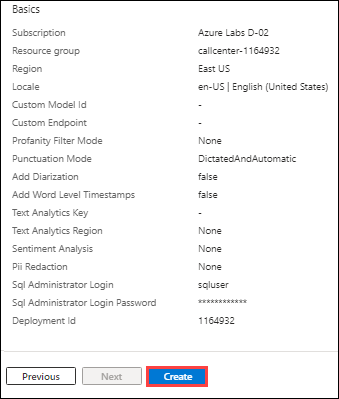 Basics
Subscription Azure Labs D-02
Resource group callcenter-1164932
Region East US
Locale en-US | English (United States)
Custom Model Id -
Custom Endpoint -
Profanity Filter Mode None
Punctuation Mode DictatedAndAutomatic
Add Diarization false
Add Word Level Timestamps false
Text Analytics Key -
Text Analytics Region None
Sentiment Analysis None
Pii Redaction None
Sql Administrator Login sqluser
Sql Administrator Login Password ************
Deployment Id 1164932
Previous Next Create